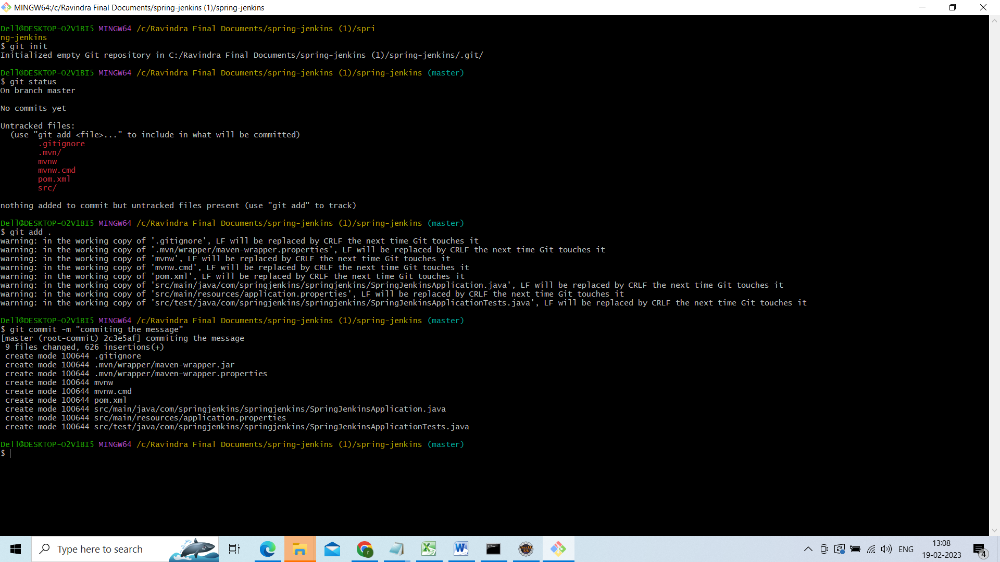 MINGW64:/c/Ravindra Final Documents/spring-jenkins (1)/spring-jenkins
Dell@DESKTOP-O2V1BI5 MINGW64 /c/Ravindra Final Documents/spring-jenkins (1)/spri
ng-jenkins
$ git init
Initialized empty Git repository in C:/Ravindra Final Documents/spring-jenkins (1)/spring-jenkins/.git/
Dell@DESKTOP-O2V1BI5 MINGW64 /c/Ravindra Final Documents/spring-jenkins (1)/spring-jenkins (master)
$ git status
On branch master
No commits yet
Untracked files:
(use "git add <file>..." to include in what will be committed)
.gitignore
.mvn/
mvnw
mvnw.cmd
pom.xml
src/
nothing added to commit but untracked files present (use "git add" to track)
Dell@DESKTOP-O2V1BI5 MINGW64 /c/Ravindra Final Documents/spring-jenkins (1)/spring-jenkins (master)
$ git add .
warning: in the working copy of '.gitignore', LF will be replaced by CRLF the next time Git touches it
warning: in the working copy of '.mvn/wrapper/maven-wrapper.properties', LF will be replaced by CRLF the next time Git touches it
warning: in the working copy of 'mvnw', LF will be replaced by CRLF the next time Git touches it
warning: in the working copy of 'mvnw.cmd', LF will be replaced by CRLF the next time Git touches it
warning: in the working copy of 'pom.xml', LF will be replaced by CRLF the next time Git touches it
warning: in the working copy of 'src/main/java/com/springjenkins/springjenkins/SpringJenkinsApplication.java', LF will be replaced by CRLF the next time Git touches it
warning: in the working copy of 'src/main/resources/application.properties', LF will be replaced by CRLF the next time Git touches it
warning: in the working copy of 'src/test/java/com/springjenkins/springjenkins/SpringJenkinsApplicationTests.java', LF will be replaced by CRLF the next time Git touches it
Dell@DESKTOP-O2V1BI5 MINGW64 /c/Ravindra Final Documents/spring-jenkins (1)/spring-jenkins (master)
$ git commit -m "commiting the message"
[master (root-commit) 2c3e5af] commiting the message
9 files changed, 626 insertions(+)
create mode 100644 .gitignore
create mode 100644 .mvn/wrapper/maven-wrapper.jar
create mode 100644 .mvn/wrapper/maven-wrapper.properties
create mode 100644 mvnw
create mode 100644 mvnw.cmd
create mode 100644 pom.xml
create mode 100644 src/main/java/com/springjenkins/springjenkins/SpringJenkinsApplication.java
create mode 100644 src/main/resources/application.properties
create mode 100644 src/test/java/com/springjenkins/springjenkins/SpringJenkinsApplicationTests.java
Dell@DESKTOP-O2V1BI5 MINGW64 /c/Ravindra Final Documents/spring-jenkins (1)/spring-jenkins (master)
$
Type here to search
ENG
13:08
19-02-2023
4